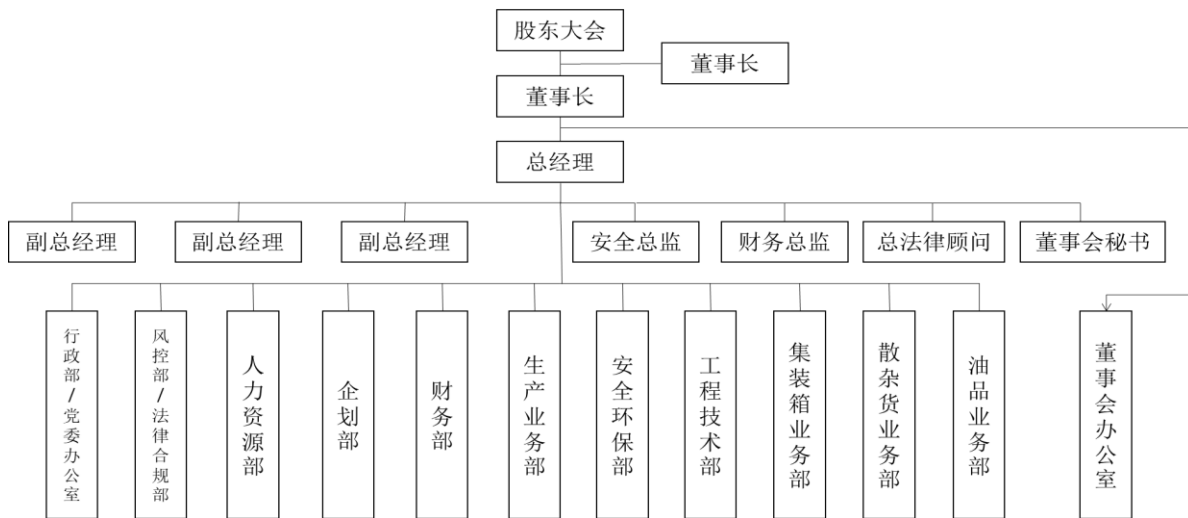 股东大会
董事长
董事长
总经理
副总经理
副总经理
副总经理
安全总监
财务总监
总法律顾问
董事会秘书
行政部/党委办公室
风控部/法律合规部
人力资源部
企划部
财务部
生产业务部
安全环保部
工程技术部
集装箱业务部
散杂货业务部
油品业务部
董事会办公室